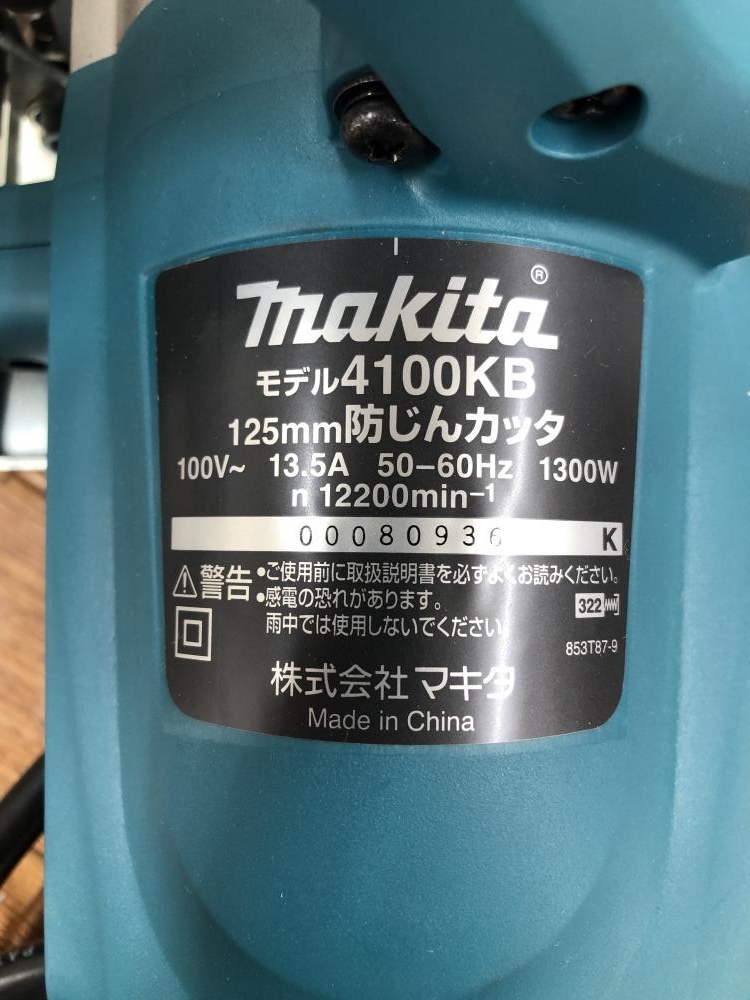 makita®
モデル4100KB
125mm防じんカッタ
100V~ 13.5A 50–60Hz 1300W
n 12200min⁻¹
00080936 K
⚠警告 •ご使用前に取扱説明書を必ずよくお読みください。
•感電の恐れがあります。
雨中では使用しないでください
322
853T87-9
株式会社 マキタ
Made in China